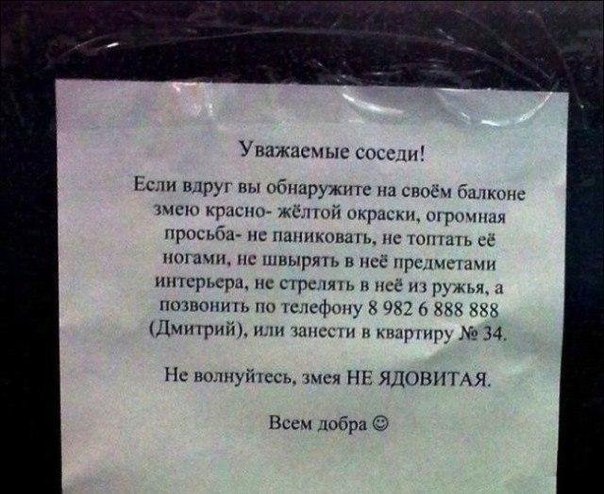 Уважаемые соседи!
Если вдруг вы обнаружите на своём балконе
змею красно- жёлтой окраски, огромная
просьба- не паниковать, не топтать её
ногами, не швырять в неё предметами
интерьера, не стрелять в неё из ружья, а
позвонить по телефону 8 982 6 888 888
(Дмитрий), или занести в квартиру № 34.
Не волнуйтесь, змея НЕ ЯДОВИТАЯ.
Всем добра ☺